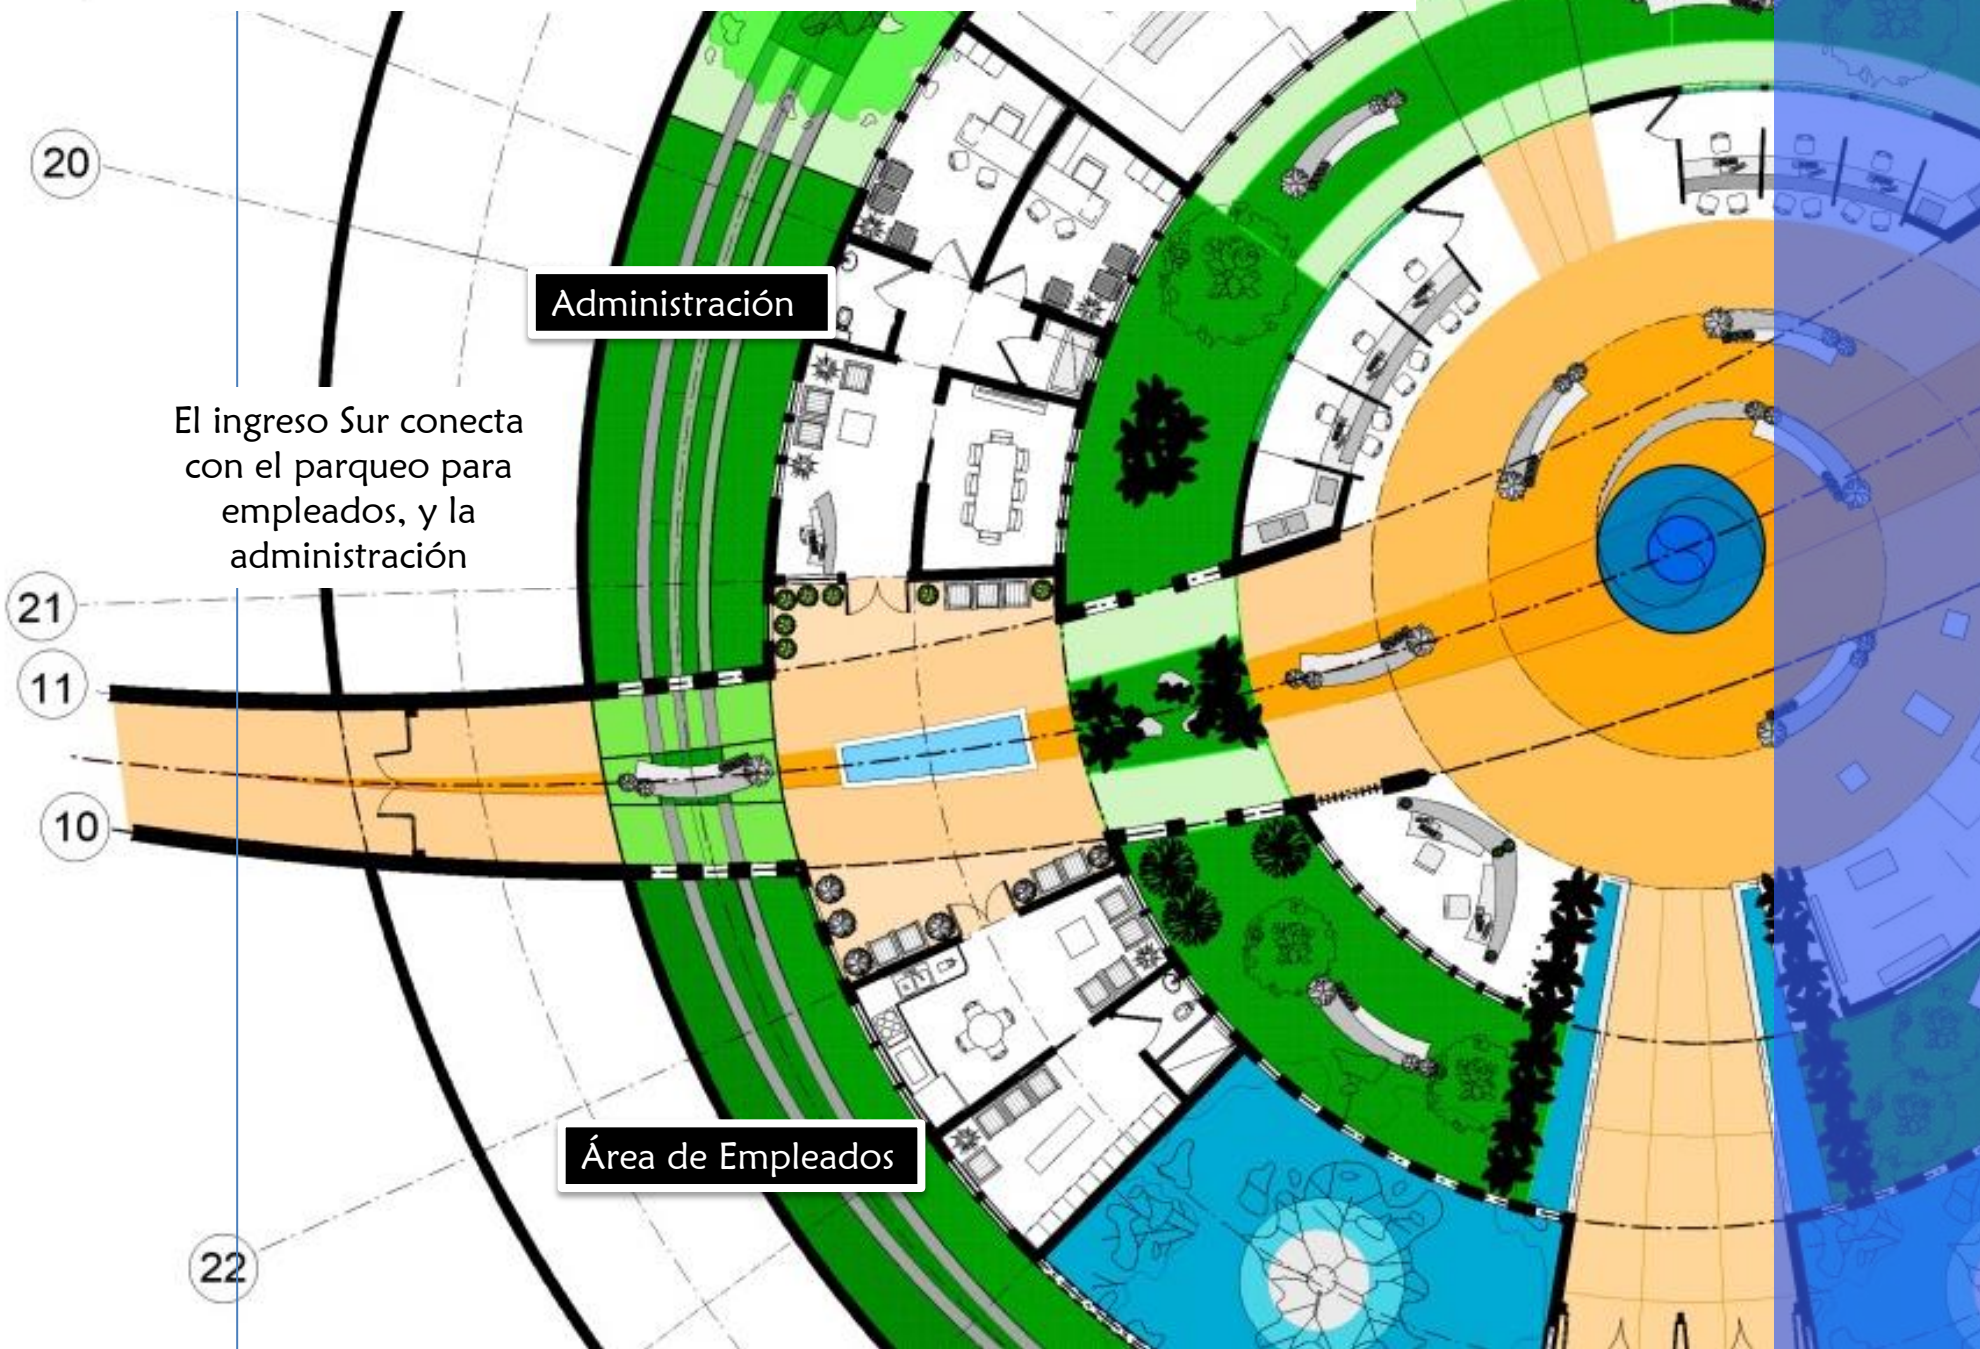 20
Administración
El ingreso Sur conecta
con el parqueo para
empleados, y la
administración
21
11
10
Área de Empleados
22